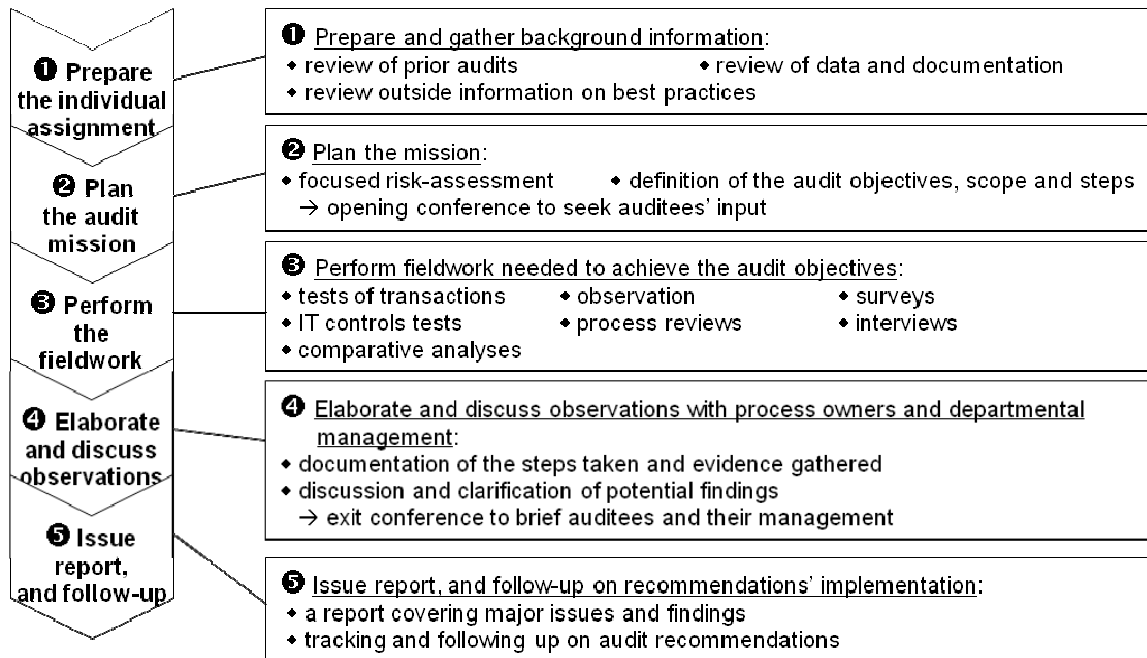 ❶ Prepare
the individual
assignment
❷ Plan
the audit
mission
❸ Perform
the
fieldwork
❹ Elaborate
and discuss
observations
❺ Issue
report,
and follow-up
❶ Prepare and gather background information:
◆ review of prior audits ◆ review of data and documentation
◆ review outside information on best practices
❷ Plan the mission:
◆ focused risk-assessment ◆ definition of the audit objectives, scope and steps
→ opening conference to seek auditees' input
❸ Perform fieldwork needed to achieve the audit objectives:
◆ tests of transactions ◆ observation ◆ surveys
◆ IT controls tests ◆ process reviews ◆ interviews
◆ comparative analyses
❹ Elaborate and discuss observations with process owners and departmental
management:
◆ documentation of the steps taken and evidence gathered
◆ discussion and clarification of potential findings
→ exit conference to brief auditees and their management
❺ Issue report, and follow-up on recommendations' implementation:
◆ a report covering major issues and findings
◆ tracking and following up on audit recommendations